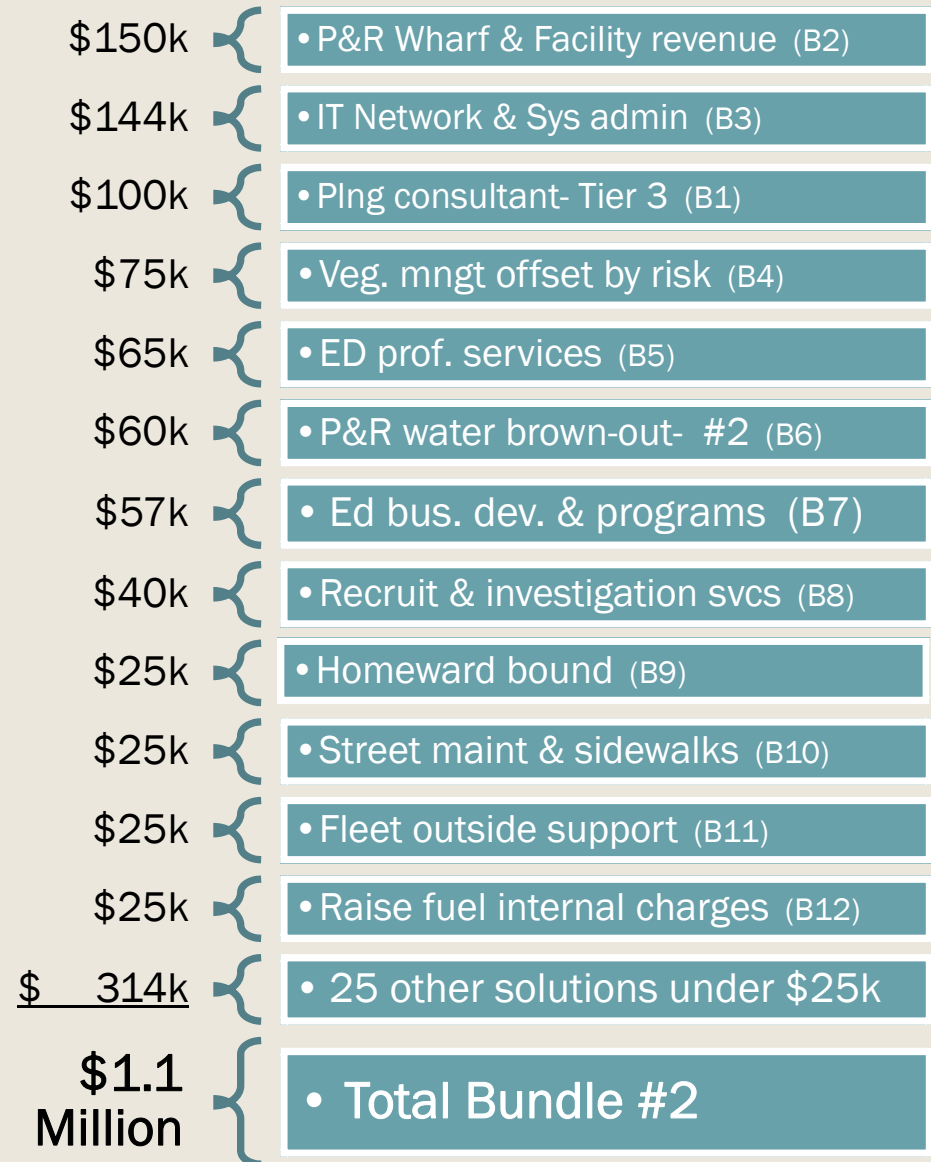 $150k • P&R Wharf & Facility revenue (B2)
$144k • IT Network & Sys admin (B3)
$100k • Plng consultant- Tier 3 (B1)
$75k • Veg. mngt offset by risk (B4)
$65k • ED prof. services (B5)
$60k • P&R water brown-out- #2 (B6)
$57k • Ed bus. dev. & programs (B7)
$40k • Recruit & investigation svcs (B8)
$25k • Homeward bound (B9)
$25k • Street maint & sidewalks (B10)
$25k • Fleet outside support (B11)
$25k • Raise fuel internal charges (B12)
$ 314k • 25 other solutions under $25k
$1.1
Million
• Total Bundle #2